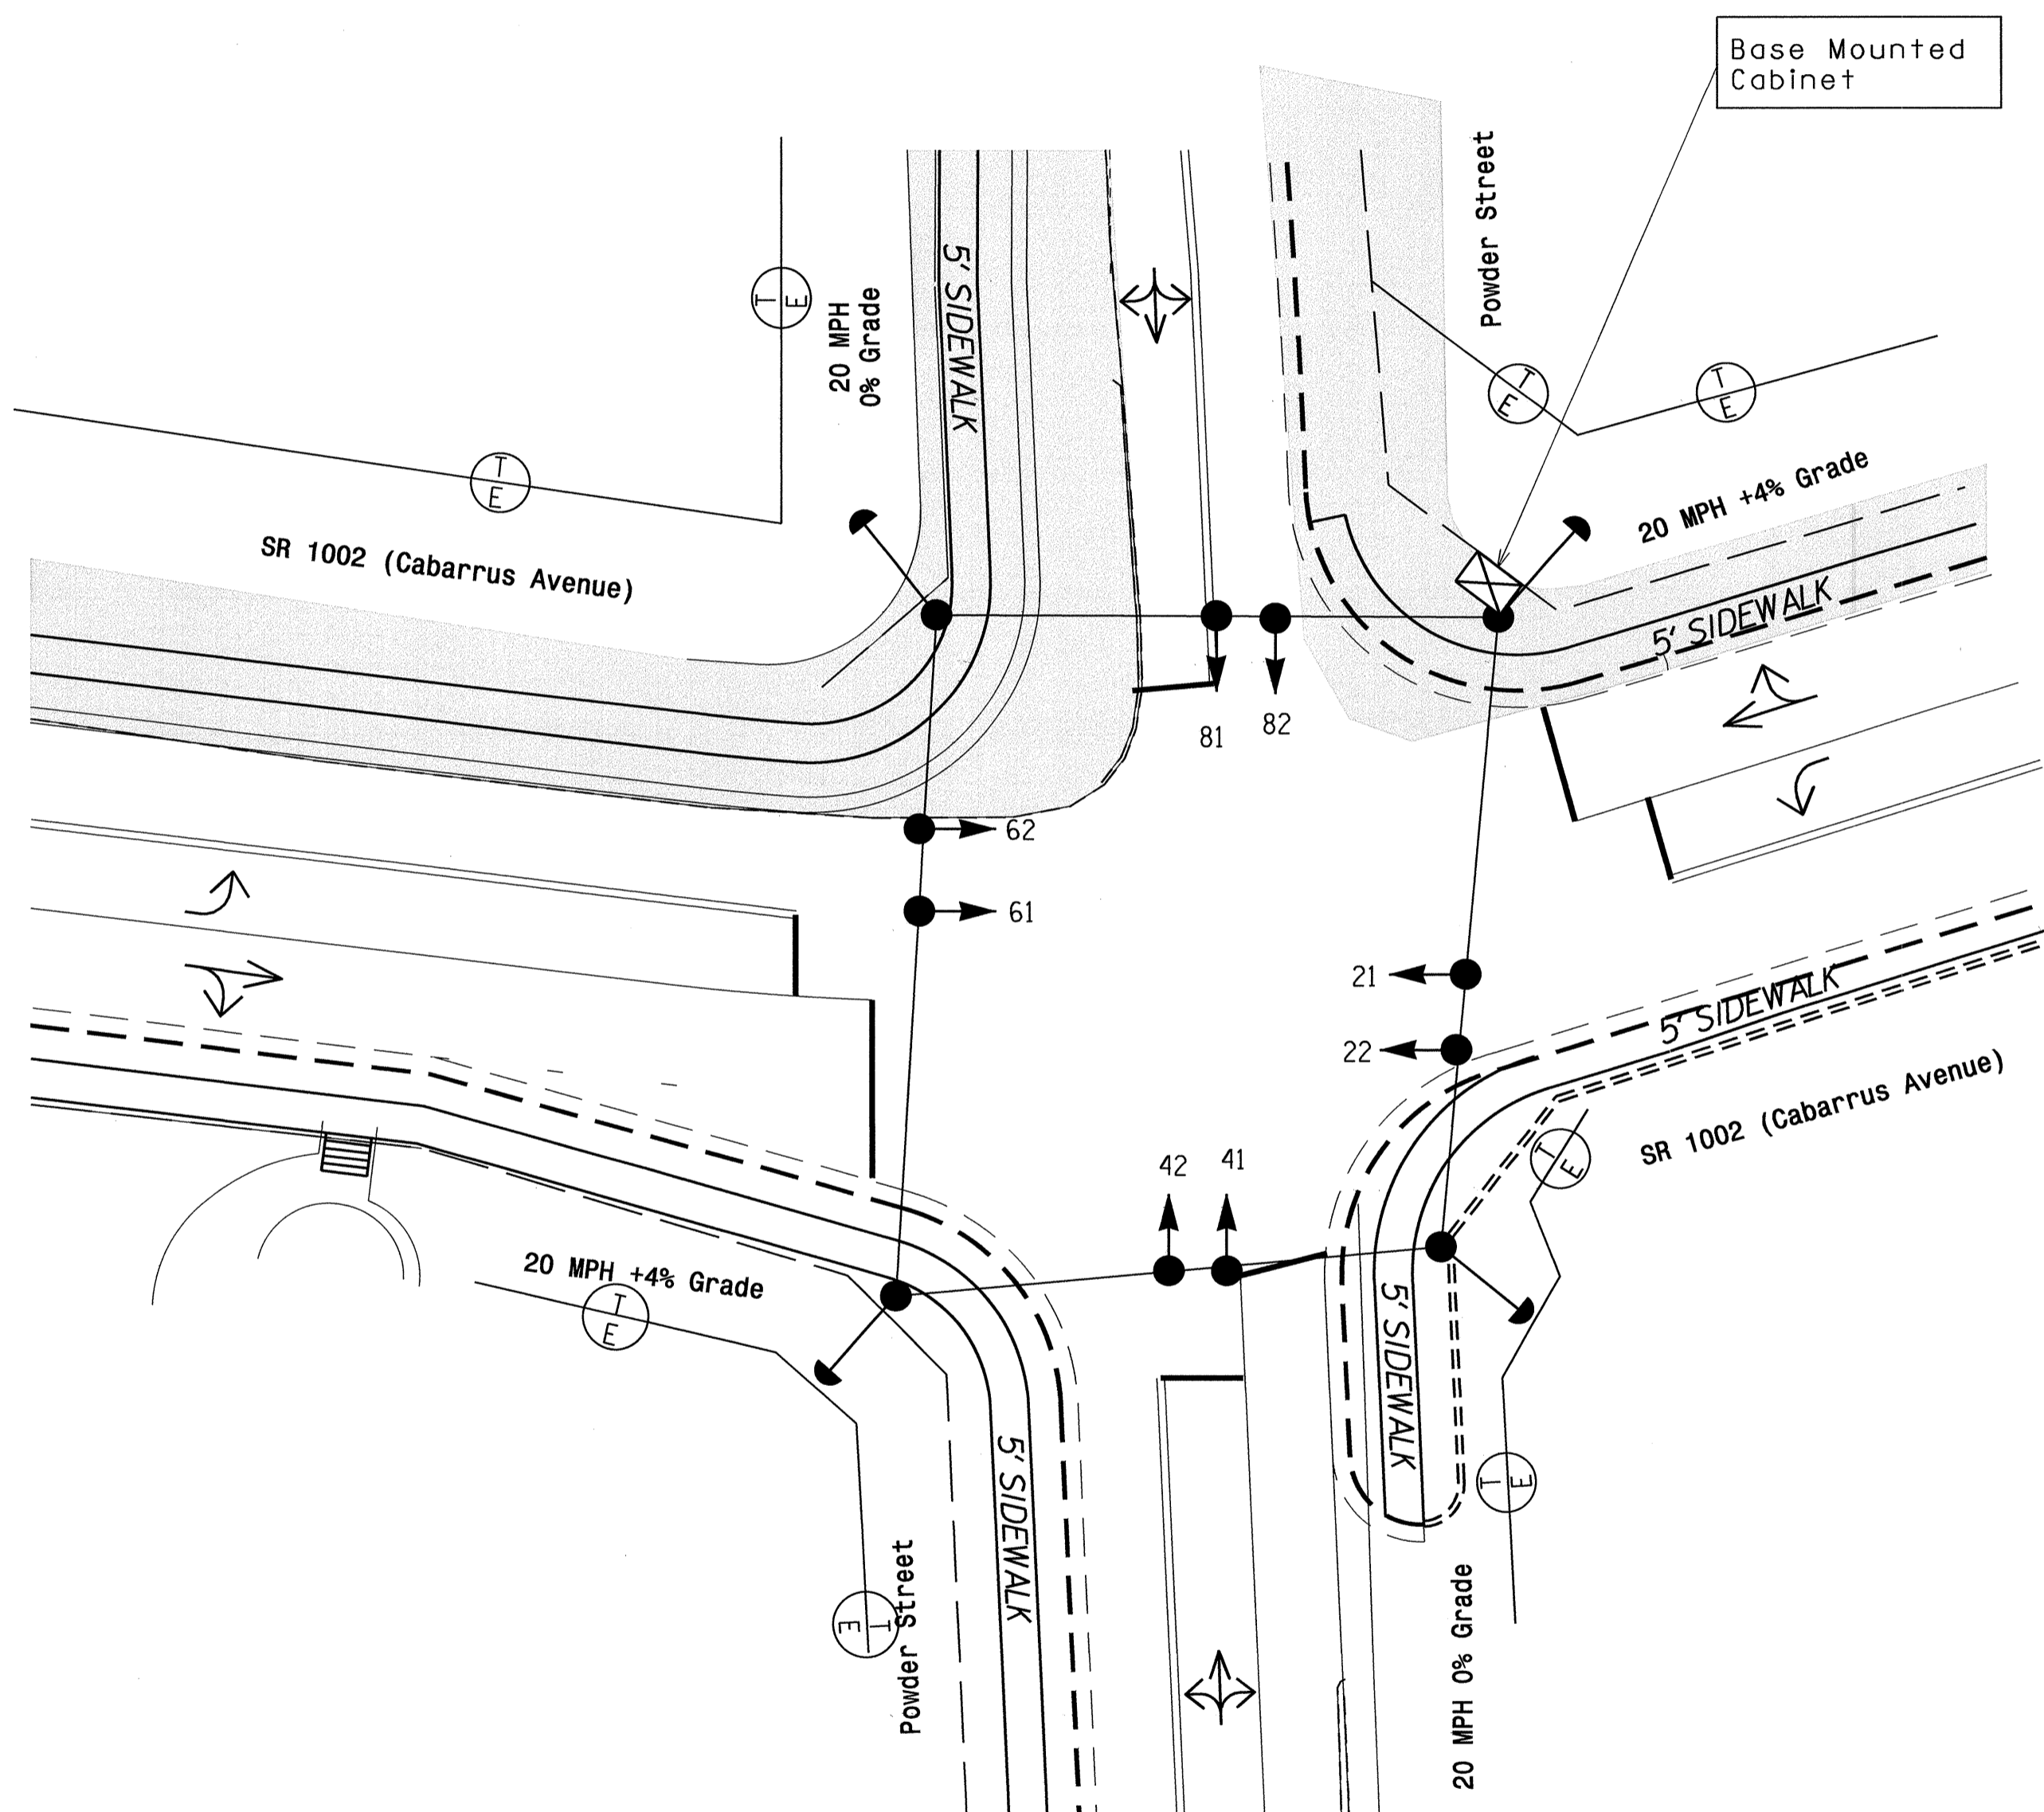 Base Mounted
Cabinet
Powder Street
5' SIDEWALK
T
E
20 MPH
0% Grade
T
E
T
E
T
E
20 MPH +4% Grade
SR 1002 (Cabarrus Avenue)
5' SIDEWALK
81
82
62
61
21
22
5' SIDEWALK
SR 1002 (Cabarrus Avenue)
42
41
T
E
20 MPH +4% Grade
T
E
5' SIDEWALK
5' SIDEWALK
T
E
Powder Street
T
E
20 MPH 0% Grade